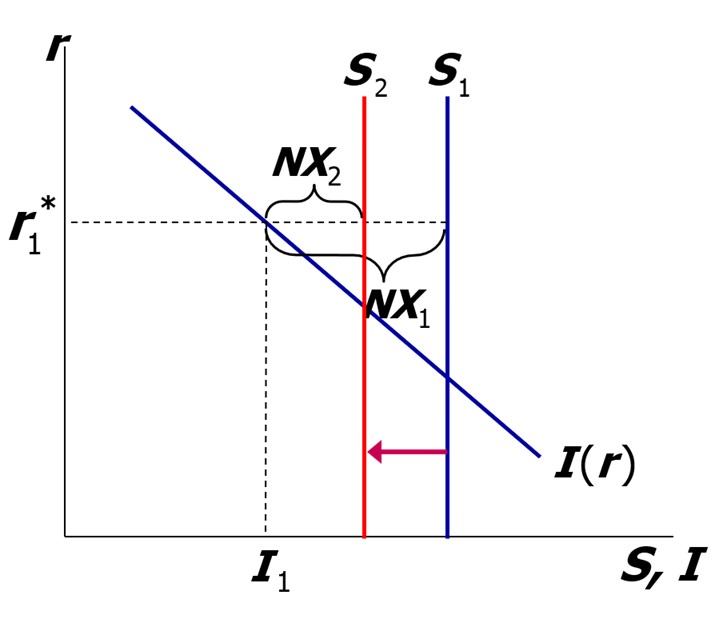 r
S₂ S₁
NX₂
r₁*
NX₁
I(r)
I₁
S, I